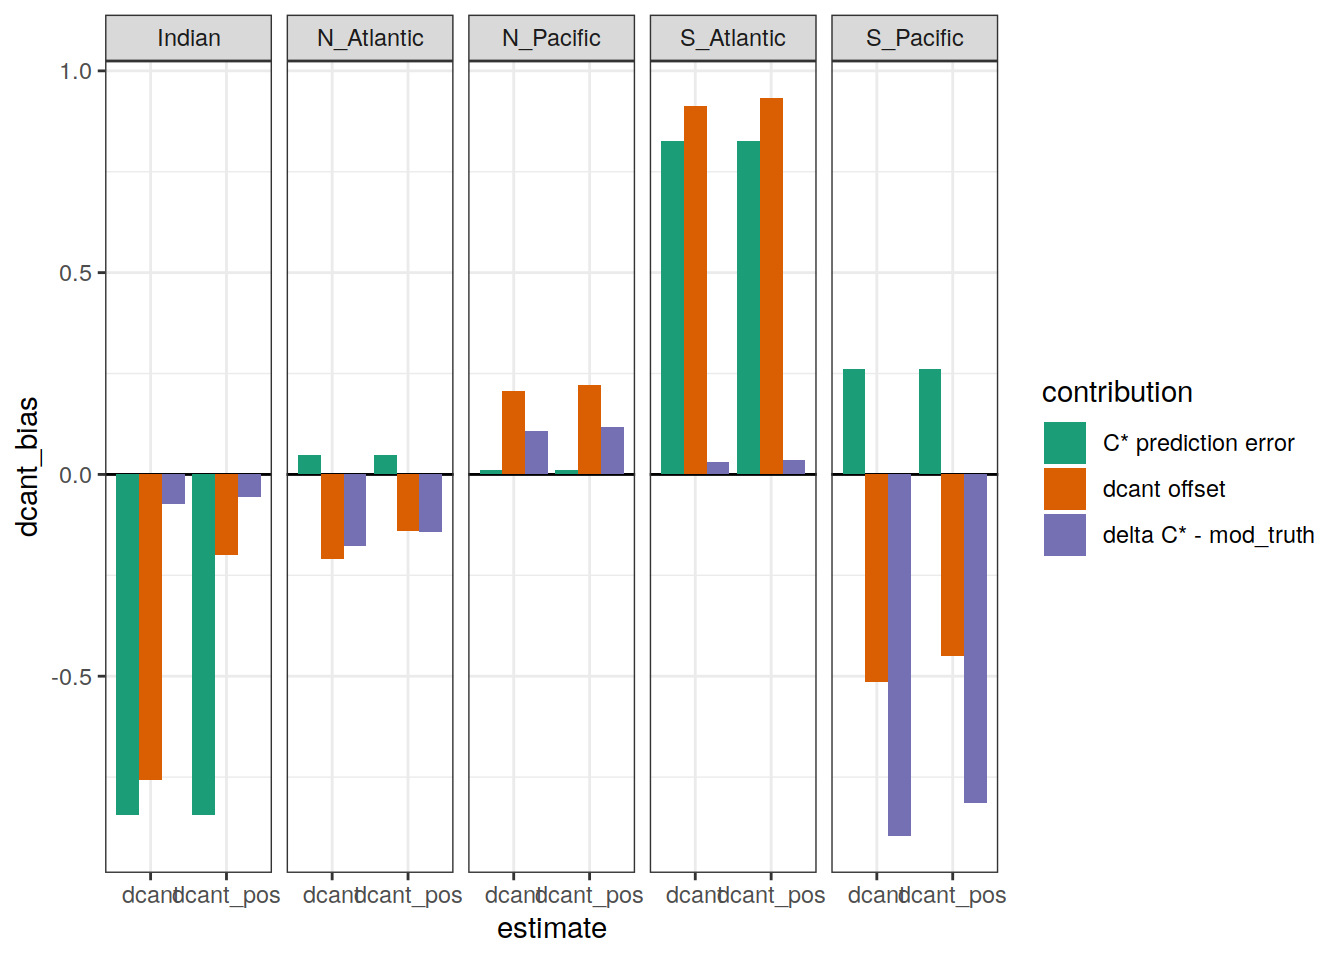 Indian N_Atlantic N_Pacific S_Atlantic S_Pacific
1.0
0.5
0.0
-0.5
dcant_bias
dcant dcant_pos dcant dcant_pos dcant dcant_pos dcant dcant_pos dcant dcant_pos
estimate
contribution
C* prediction error
dcant offset
delta C* - mod_truth